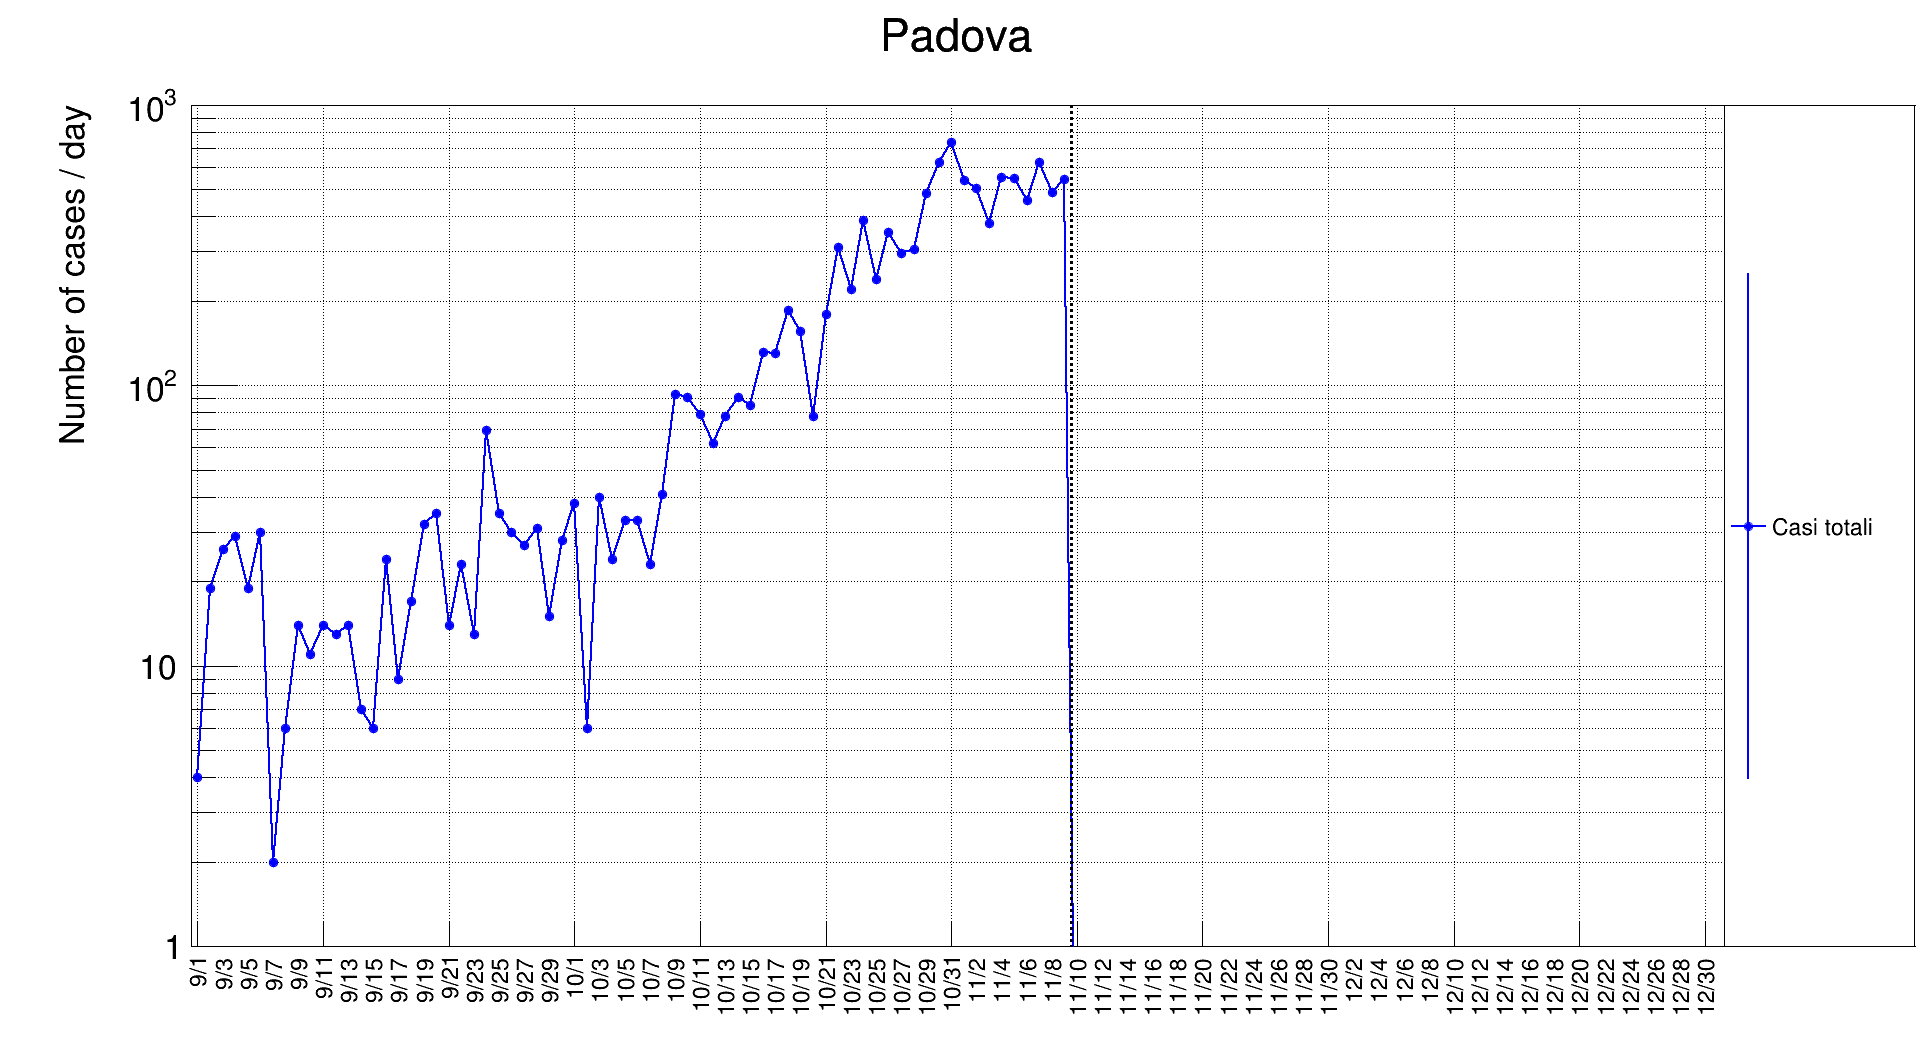 Padova
Number of cases / day
10³
10²
10
1
9/1 9/3 9/5 9/7 9/9 9/11 9/13 9/15 9/17 9/19 9/21 9/23 9/25 9/27 9/29 10/1 10/3 10/5 10/7 10/9 10/11 10/13 10/15 10/17 10/19 10/21 10/23 10/25 10/27 10/29 10/31 11/2 11/4 11/6 11/8 11/10 11/12 11/14 11/16 11/18 11/20 11/22 11/24 11/26 11/28 11/30 12/2 12/4 12/6 12/8 12/10 12/12 12/14 12/16 12/18 12/20 12/22 12/24 12/26 12/28 12/30
Casi totali